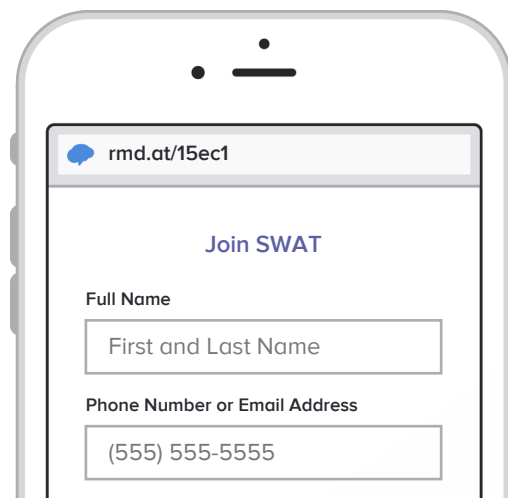 rmd.at/15ec1
Join SWAT
Full Name
First and Last Name
Phone Number or Email Address
(555) 555-5555